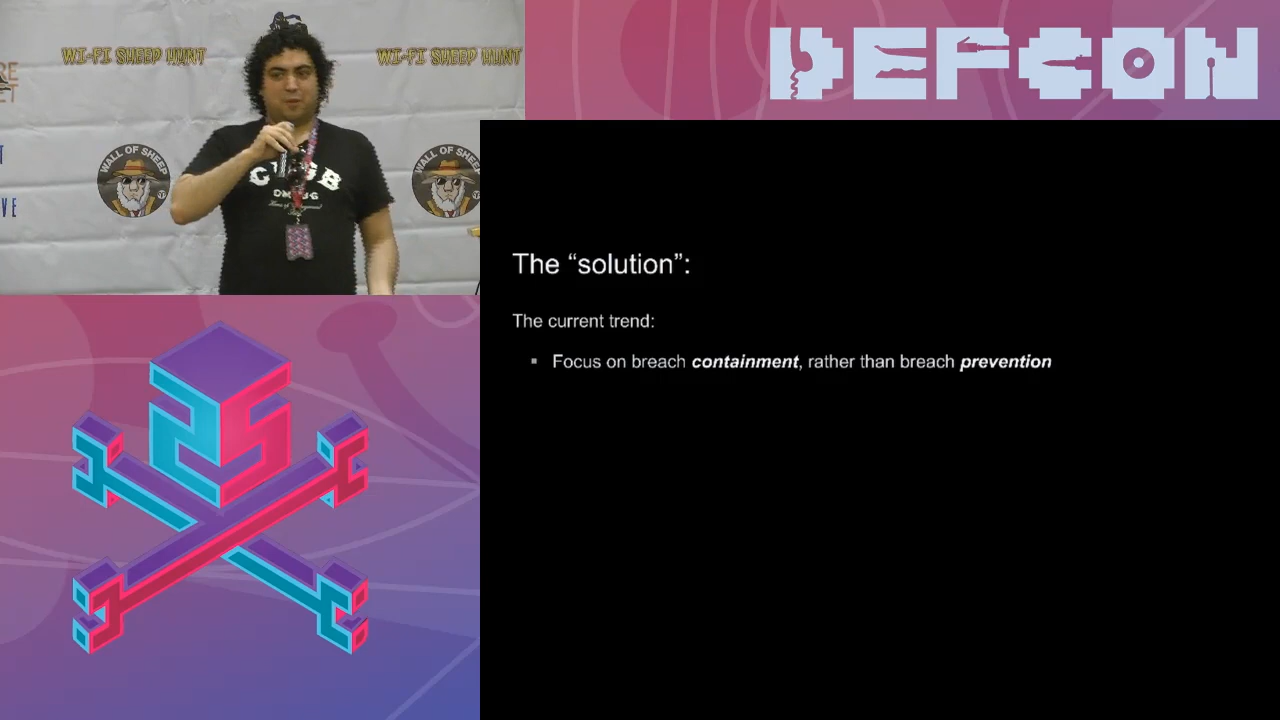 WI-FI SHEEP HUNT
WI-FI SHEEP HUNT
WALL OF SHEEP
WALL OF SHEEP
VE
DEFCON
The “solution”:
The current trend:
▪ Focus on breach containment, rather than breach prevention